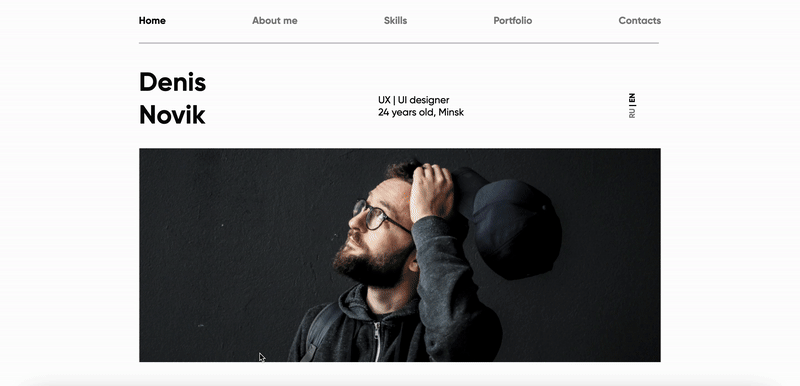 Home About me Skills Portfolio Contacts
Denis
Novik
UX | UI designer
24 years old, Minsk
RU | EN